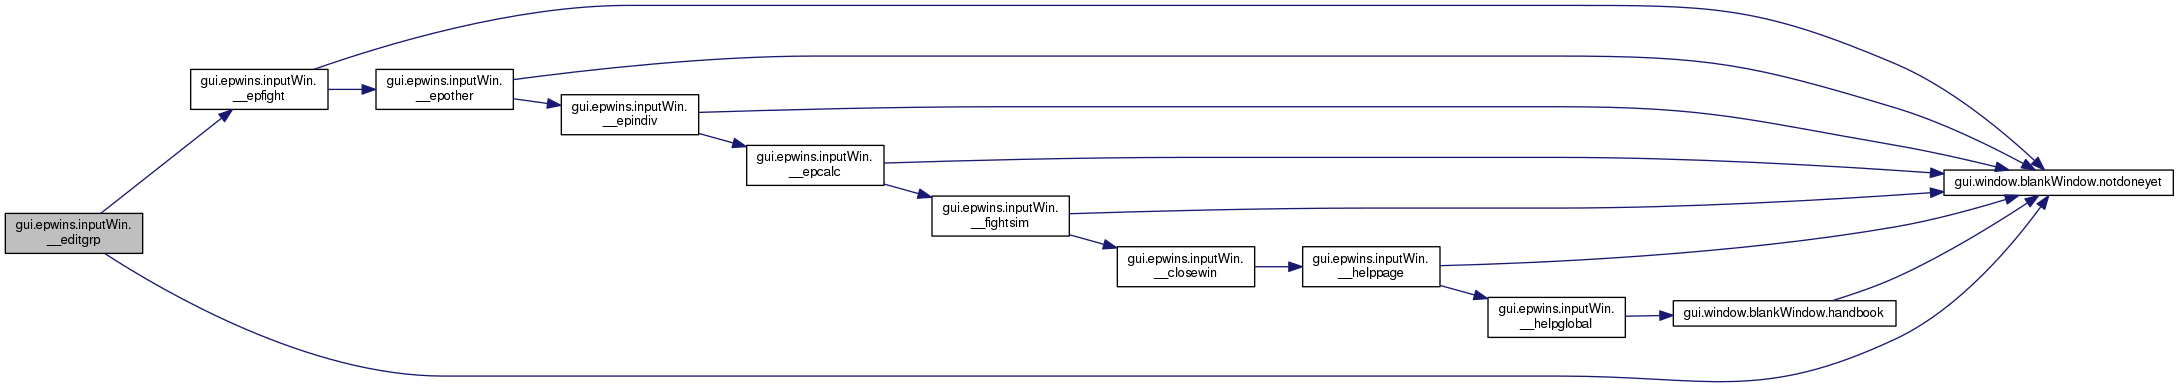 gui.epwins.inputWin.
__editgrp
gui.epwins.inputWin.
__epfight
gui.epwins.inputWin.
__epother
gui.epwins.inputWin.
__epindiv
gui.epwins.inputWin.
__epcalc
gui.epwins.inputWin.
__fightsim
gui.epwins.inputWin.
__closewin
gui.epwins.inputWin.
__helppage
gui.epwins.inputWin.
__helpglobal
gui.window.blankWindow.handbook
gui.window.blankWindow.notdoneyet